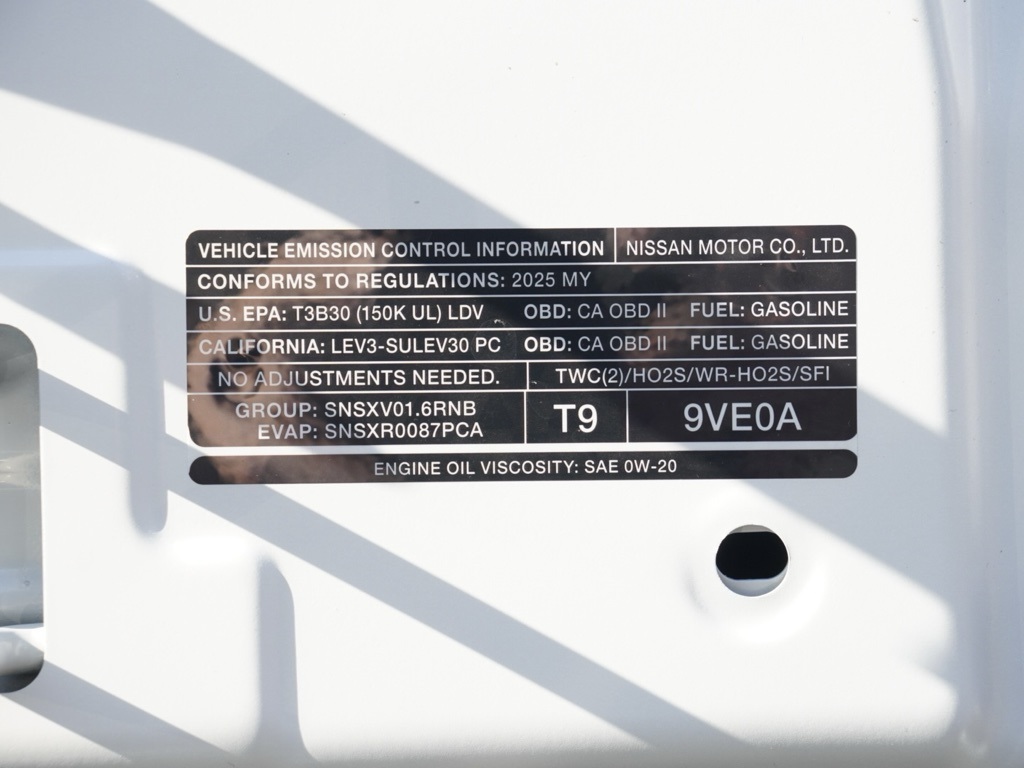 VEHICLE EMISSION CONTROL INFORMATION NISSAN MOTOR CO., LTD.
CONFORMS TO REGULATIONS: 2025 MY
U.S. EPA: T3B30 (150K UL) LDV OBD: CA OBD II FUEL: GASOLINE
CALIFORNIA: LEV3-SULEV30 PC OBD: CA OBD II FUEL: GASOLINE
NO ADJUSTMENTS NEEDED. TWC(2)/HO2S/WR-HO2S/SFI
GROUP: SNSXV01.6RNB
EVAP: SNSXR0087PCA
T9 9VE0A
ENGINE OIL VISCOSITY: SAE 0W-20